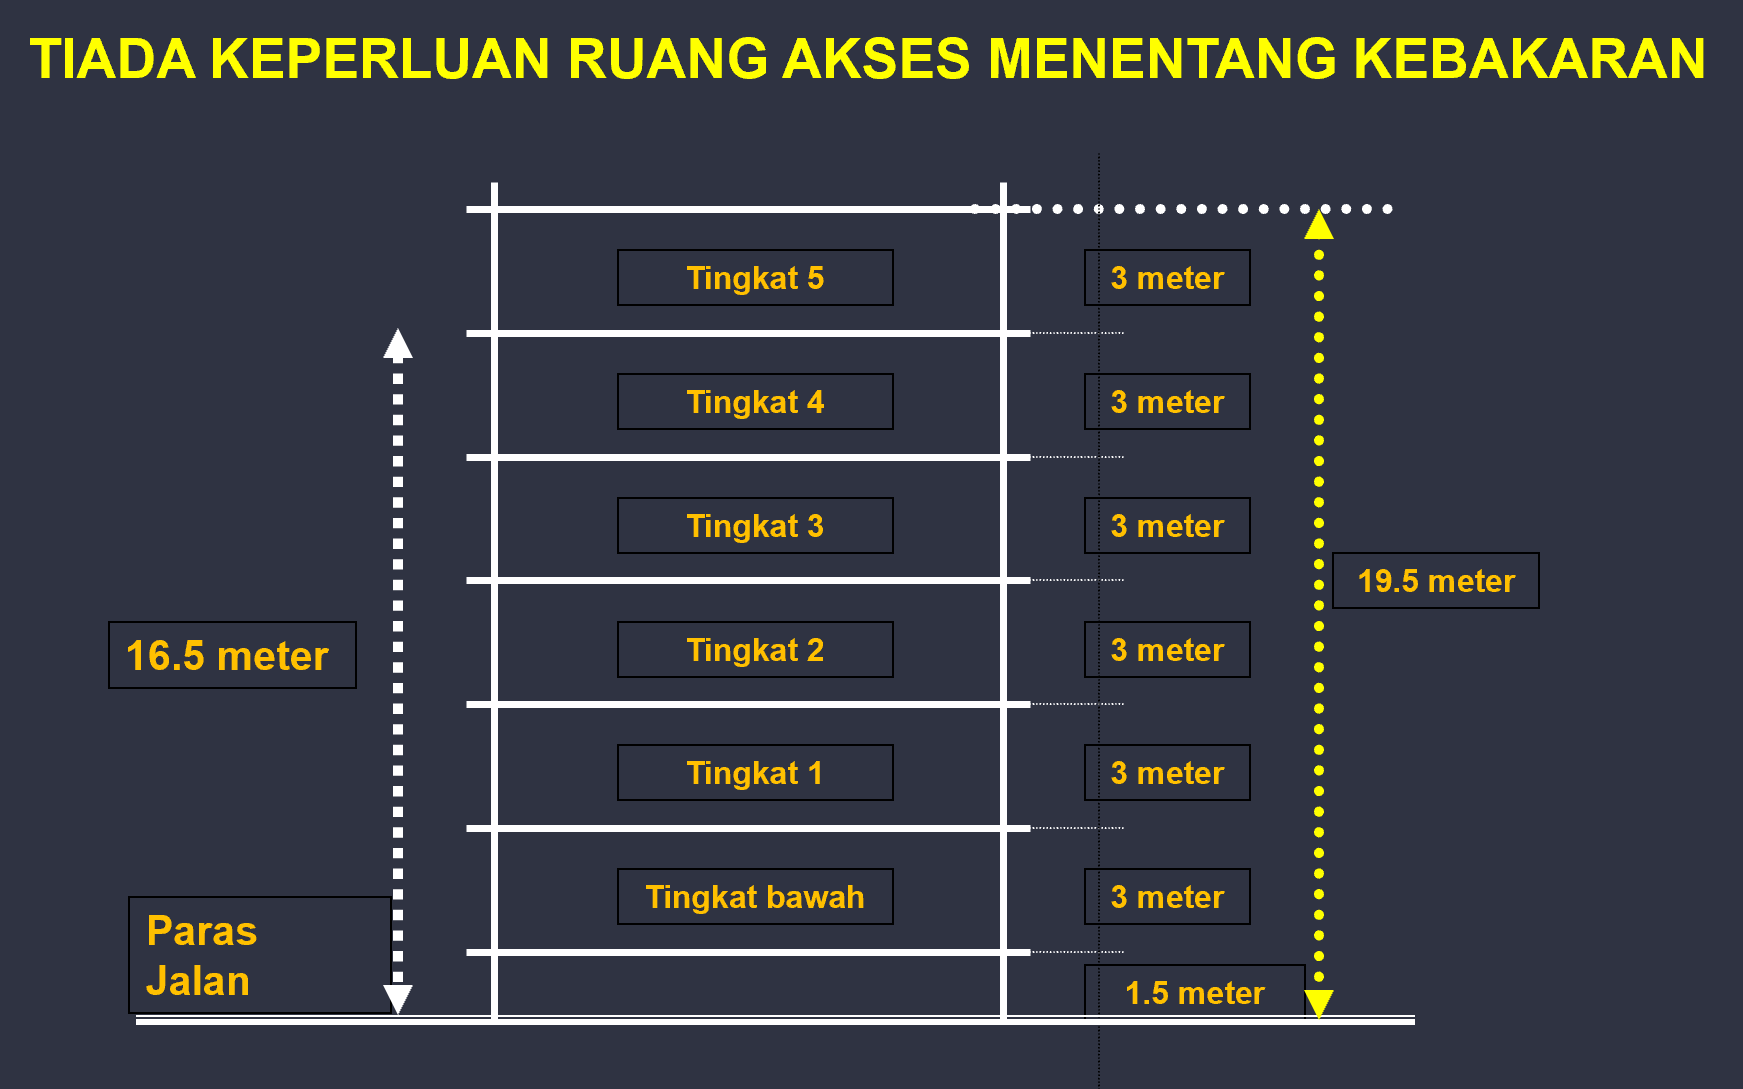 TIADA KEPERLUAN RUANG AKSES MENENTANG KEBAKARAN
Tingkat 5
3 meter
Tingkat 4
3 meter
Tingkat 3
3 meter
19.5 meter
16.5 meter
Tingkat 2
3 meter
Tingkat 1
3 meter
Tingkat bawah
3 meter
Paras
Jalan
1.5 meter